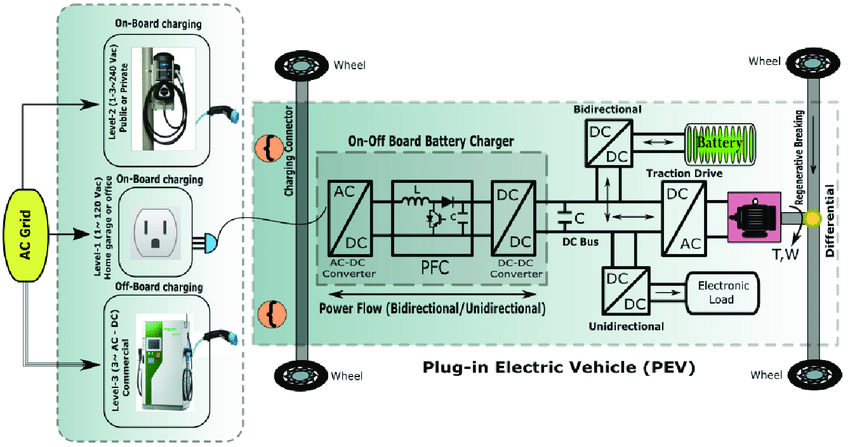 AC Grid
On-Board charging
Level-2 (1-3~240 Vac)
Public or Private
On-Board charging
Level-1 (1~ 120 Vac)
Home garage or office
Off-Board charging
Level-3 (3~ AC - DC)
Commercial
Wheel
Wheel
Charging Connector
On-Off Board Battery Charger
AC
DC
AC-DC
Converter
L
C
PFC
DC
DC
DC-DC
Converter
Power Flow (Bidirectional/Unidirectional)
C
DC Bus
Bidirectional
DC
DC
Battery
Traction Drive
DC
AC
Regenerative Breaking
Differential
T,W
DC
DC
Unidirectional
Electronic
Load
Plug-in Electric Vehicle (PEV)
Wheel
Wheel